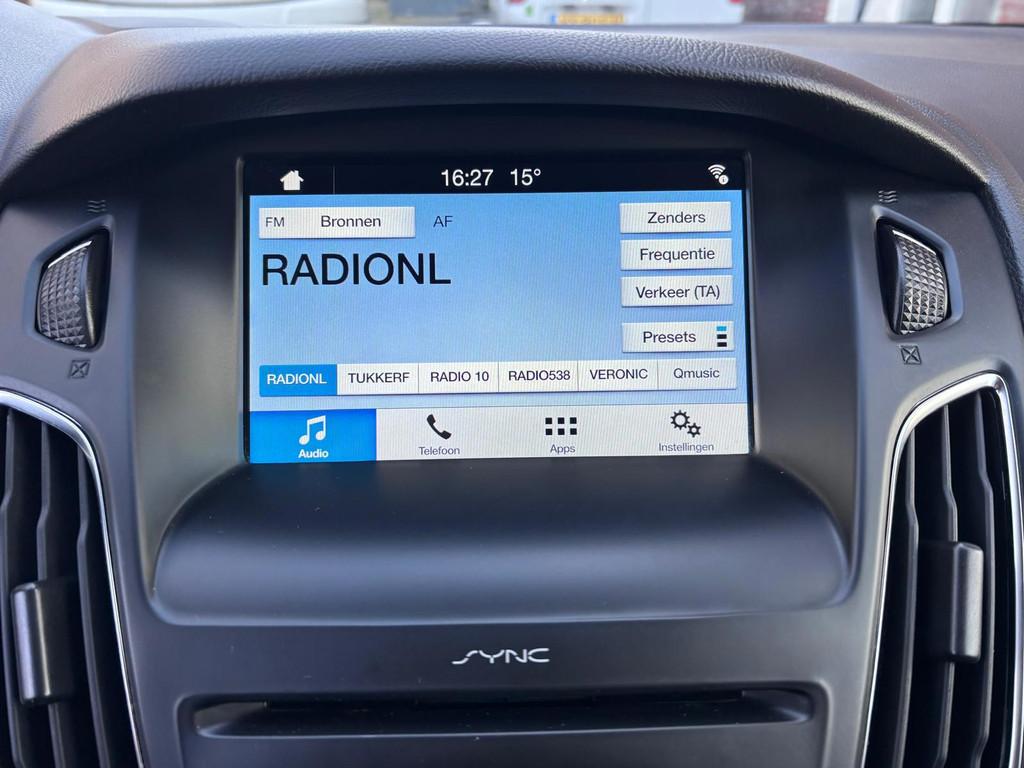 16:27 15°
FM Bronnen AF Zenders
RADIONL
Frequentie
Verkeer (TA)
Presets
RADIONL TUKKERF RADIO 10 RADIO538 VERONIC Qmusic
Audio Telefoon Apps Instellingen
SYNC